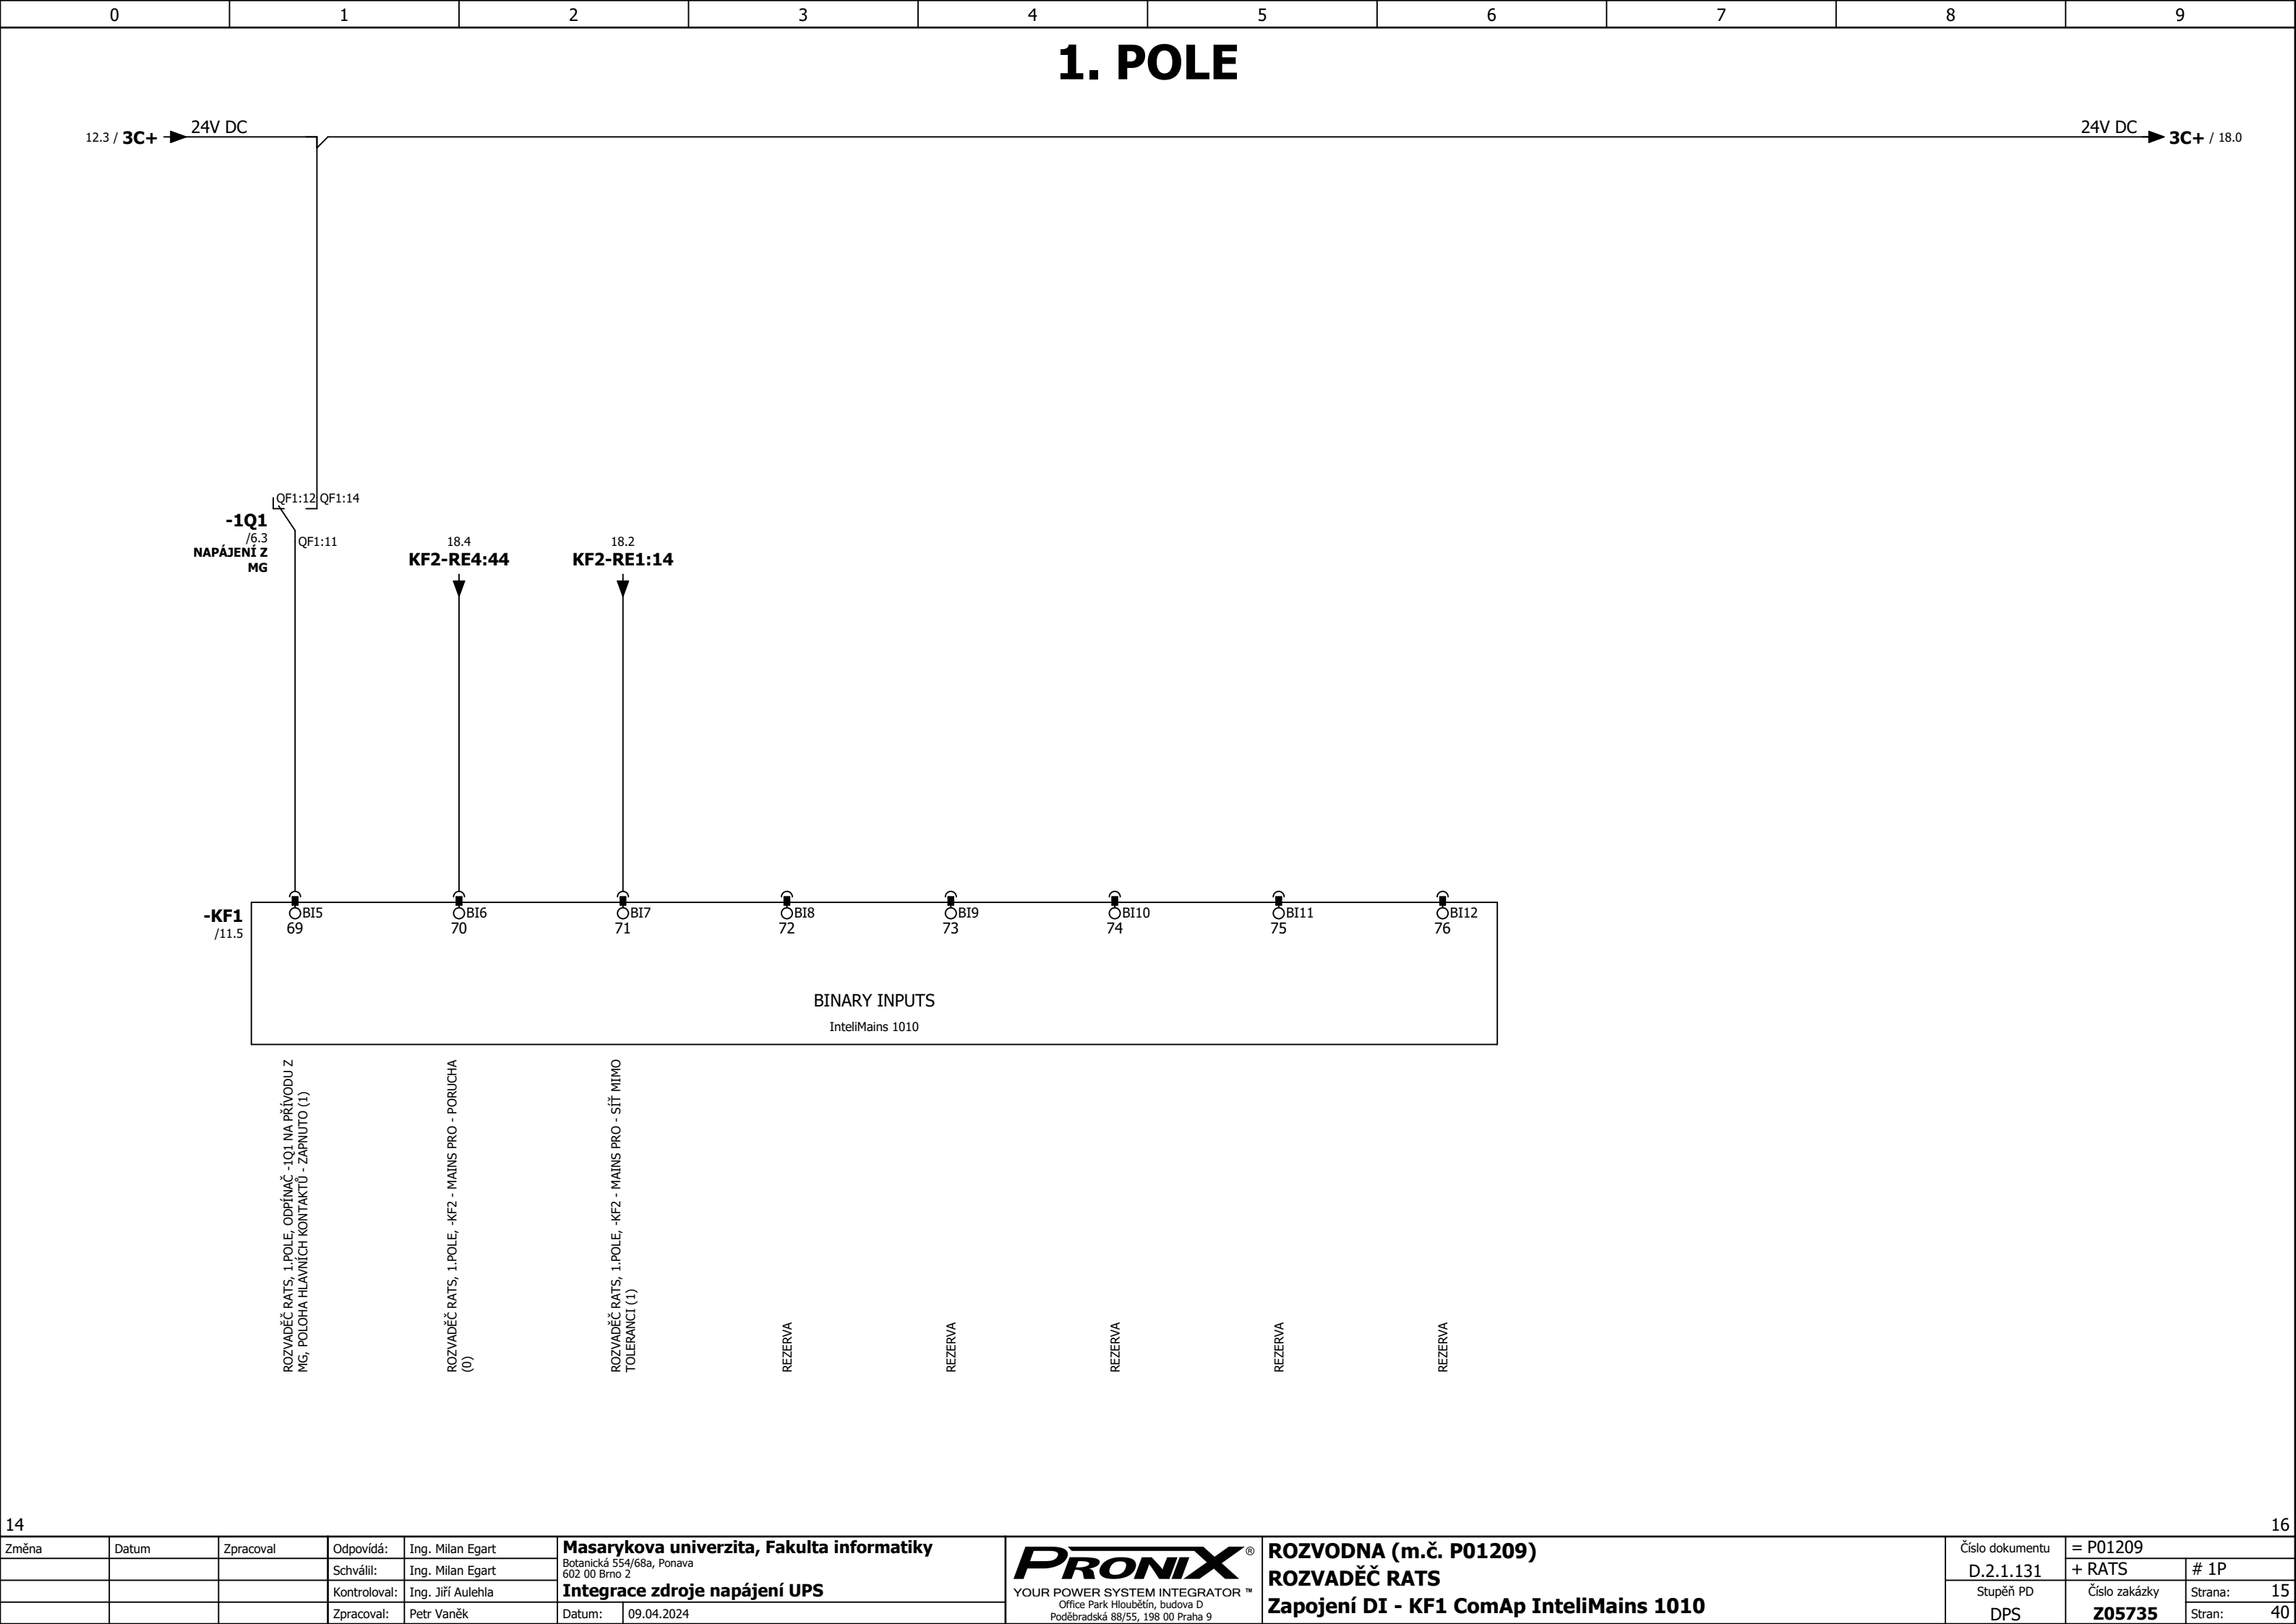 0 1 2 3 4 5 6 7 8 9
1. POLE
12.3 / 3C+ 24V DC
24V DC 3C+ / 18.0
QF1:12 QF1:14
-1Q1
/6.3
NAPÁJENÍ Z
MG
QF1:11
18.4
KF2-RE4:44
18.2
KF2-RE1:14
-KF1
/11.5
BI5 BI6 BI7 BI8 BI9 BI10 BI11 BI12
69 70 71 72 73 74 75 76
BINARY INPUTS
InteliMains 1010
ROZVADĚČ RATS, 1.POLE, ODPÍNAČ -1Q1 NA PŘÍVODU Z
MG, POLOHA HLAVNÍCH KONTAKTŮ - ZAPNUTO (1)
ROZVADĚČ RATS, 1.POLE, -KF2 - MAINS PRO - PORUCHA
(0)
ROZVADĚČ RATS, 1.POLE, -KF2 - MAINS PRO - SÍŤ MIMO
TOLERANCI (1)
REZERVA
REZERVA
REZERVA
REZERVA
REZERVA
14
16
Změna Datum Zpracoval
Odpovídá: Ing. Milan Egart
Schválil: Ing. Milan Egart
Kontroloval: Ing. Jiří Aulehla
Zpracoval: Petr Vaněk
Masarykova univerzita, Fakulta informatiky
Botanická 554/68a, Ponava
602 00 Brno 2
Integrace zdroje napájení UPS
Datum: 09.04.2024
PRONIX ®
YOUR POWER SYSTEM INTEGRATOR ™
Office Park Hloubětín, budova D
Poděbradská 88/55, 198 00 Praha 9
ROZVODNA (m.č. P01209)
ROZVADĚČ RATS
Zapojení DI - KF1 ComAp InteliMains 1010
Číslo dokumentu
D.2.1.131
Stupěň PD
DPS
= P01209
+ RATS # 1P
Číslo zakázky
Z05735
Strana: 15
Stran: 40